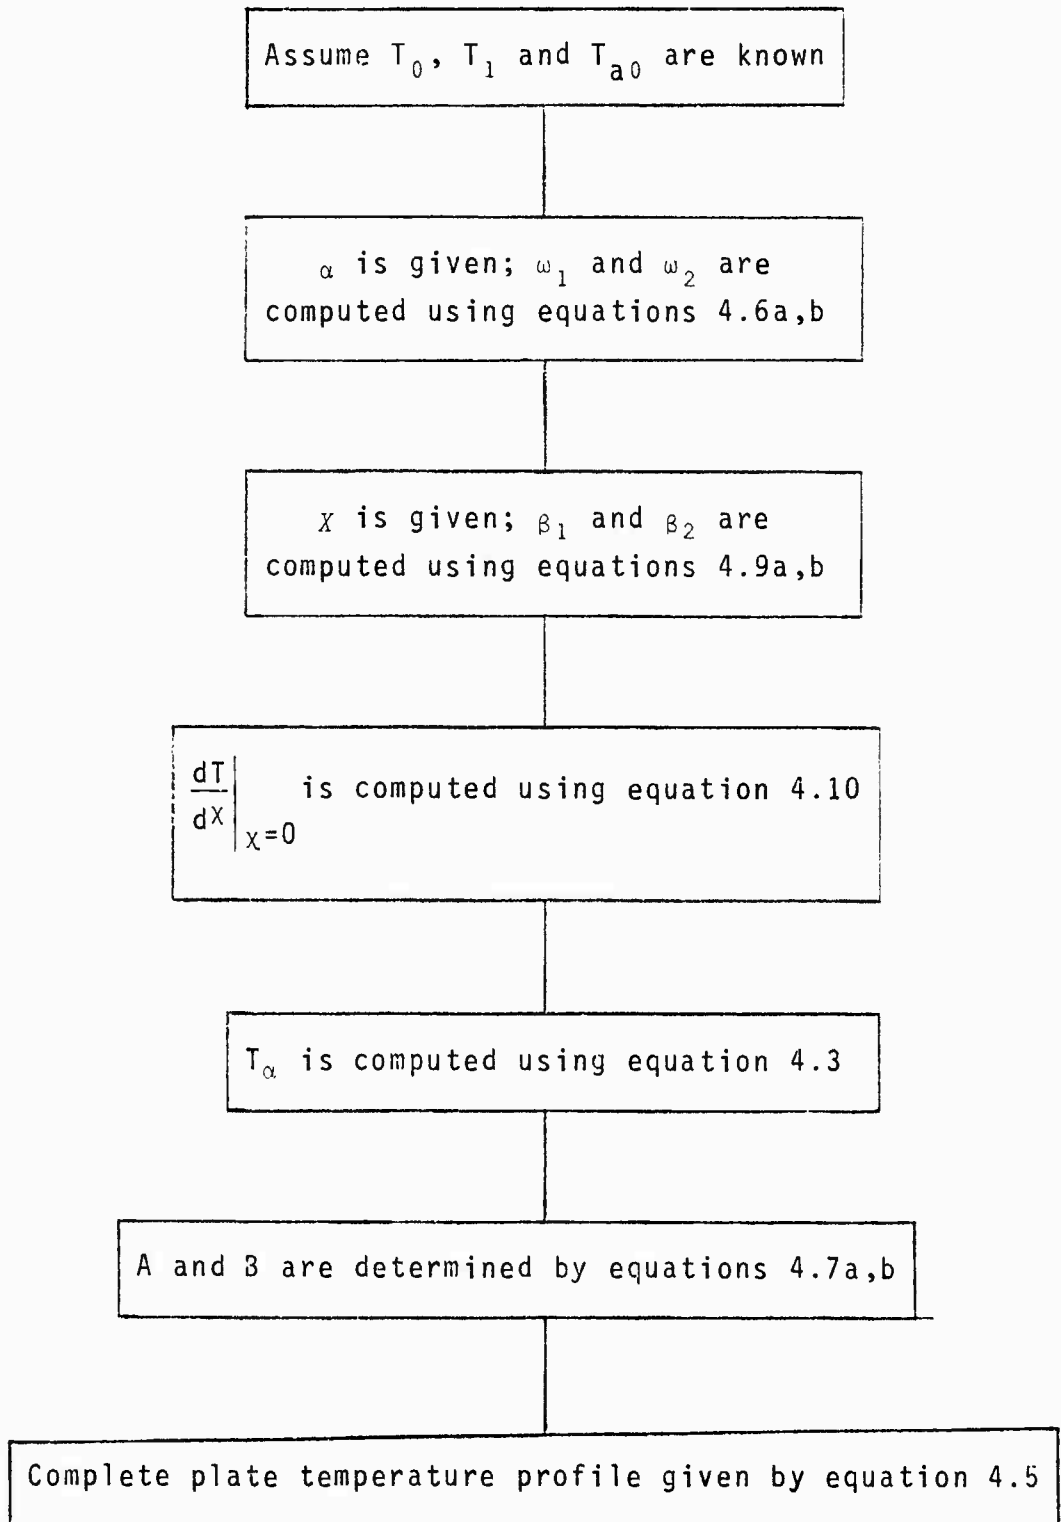 Assume T₀, T₁ and Tₐ₀ are known
α is given; ω₁ and ω₂ are
computed using equations 4.6a,b
X is given; β₁ and β₂ are
computed using equations 4.9a,b
dT/dX|X=0 is computed using equation 4.10
T_α is computed using equation 4.3
A and B are determined by equations 4.7a,b
Complete plate temperature profile given by equation 4.5